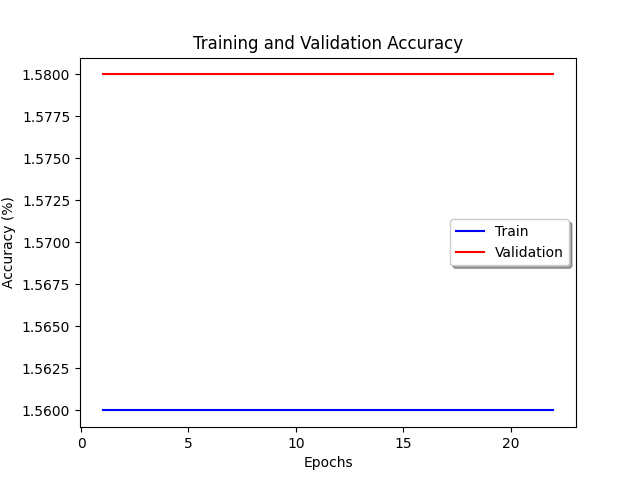 Training and Validation Accuracy
Accuracy (%)
1.5800
1.5775
1.5750
1.5725
1.5700
1.5675
1.5650
1.5625
1.5600
Train
Validation
0 5 10 15 20
Epochs